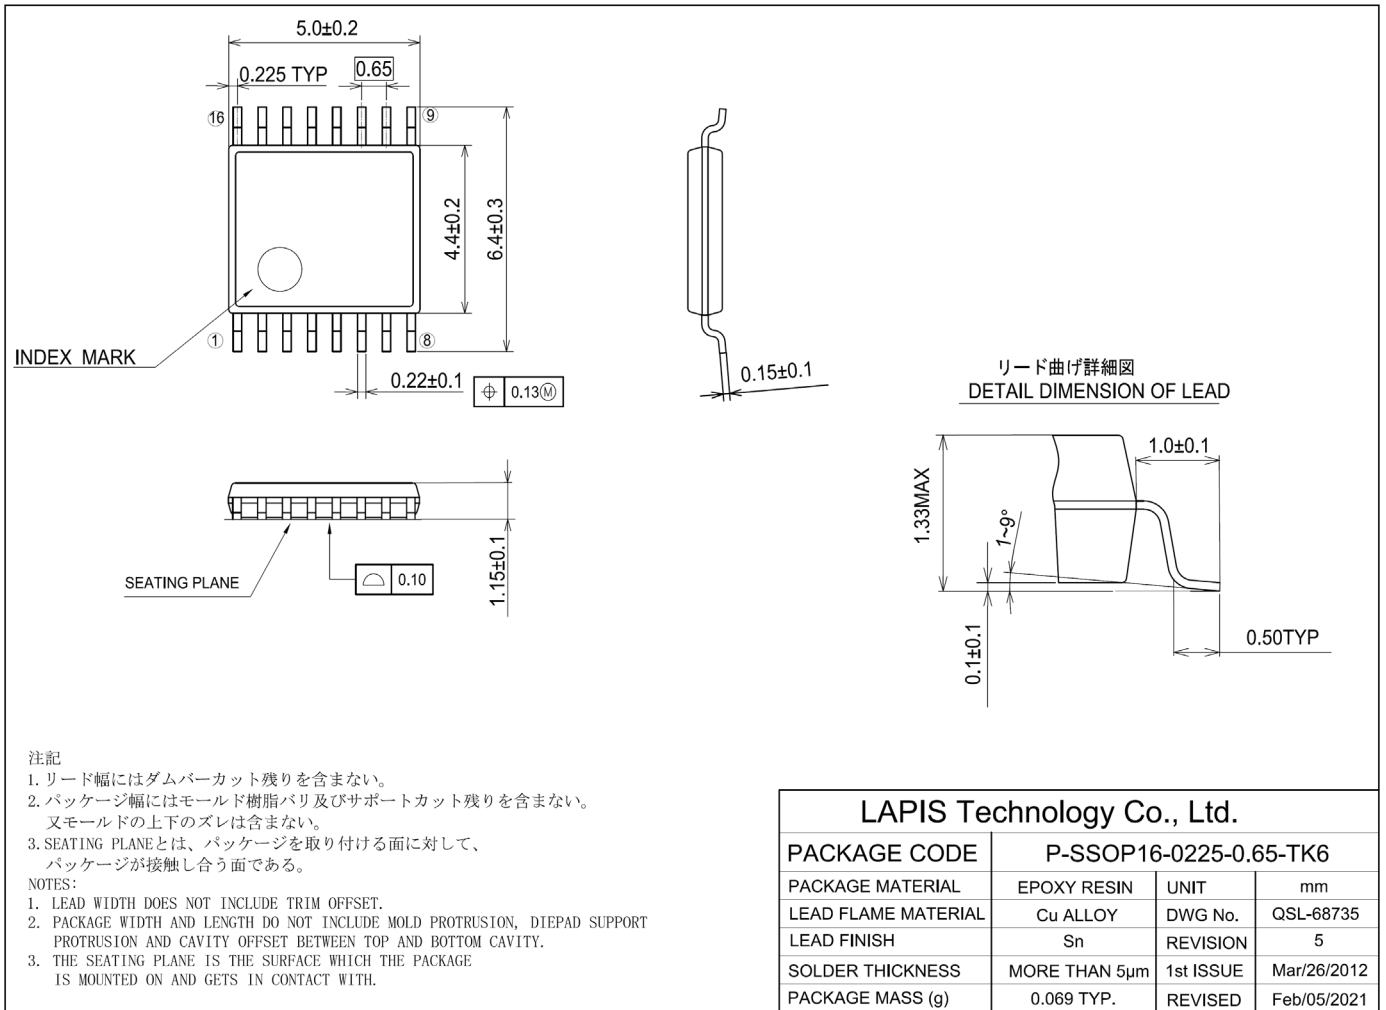 5.0±0.2
0.225 TYP
0.65
16
9
4.4±0.2
6.4±0.3
1
8
INDEX MARK
0.22±0.1
0.13Ⓜ
0.15±0.1
リード曲げ詳細図
DETAIL DIMENSION OF LEAD
1.0±0.1
1.33MAX
1~9°
0.1±0.1
0.50TYP
SEATING PLANE
0.10
1.15±0.1
注記
1.リード幅にはダムバーカット残りを含まない。
2.パッケージ幅にはモールド樹脂バリ及びサポートカット残りを含まない。
又モールドの上下のズレは含まない。
3.SEATING PLANEとは、パッケージを取り付ける面に対して、
パッケージが接触し合う面である。
NOTES:
1. LEAD WIDTH DOES NOT INCLUDE TRIM OFFSET.
2. PACKAGE WIDTH AND LENGTH DO NOT INCLUDE MOLD PROTRUSION, DIEPAD SUPPORT
PROTRUSION AND CAVITY OFFSET BETWEEN TOP AND BOTTOM CAVITY.
3. THE SEATING PLANE IS THE SURFACE WHICH THE PACKAGE
IS MOUNTED ON AND GETS IN CONTACT WITH.
LAPIS Technology Co., Ltd.
PACKAGE CODE P-SSOP16-0225-0.65-TK6
PACKAGE MATERIAL EPOXY RESIN UNIT mm
LEAD FLAME MATERIAL Cu ALLOY DWG No. QSL-68735
LEAD FINISH Sn REVISION 5
SOLDER THICKNESS MORE THAN 5μm 1st ISSUE Mar/26/2012
PACKAGE MASS (g) 0.069 TYP. REVISED Feb/05/2021